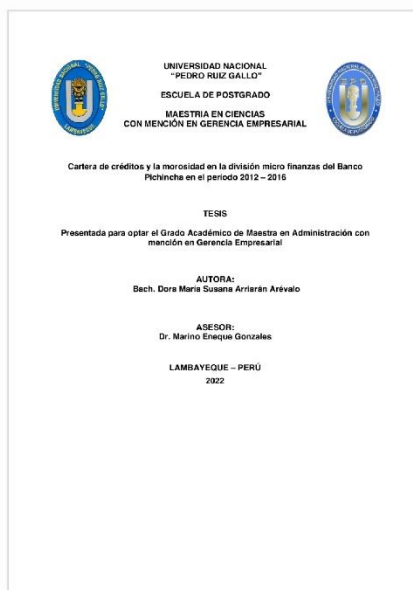 UNIVERSIDAD NACIONAL
"PEDRO RUIZ GALLO"
ESCUELA DE POSTGRADO
MAESTRIA EN CIENCIAS
CON MENCIÓN EN GERENCIA EMPRESARIAL
Cartera de créditos y la morosidad en la división micro finanzas del Banco
Pichincha en el período 2012 – 2016
TESIS
Presentada para optar el Grado Académico de Maestra en Administración con
mención en Gerencia Empresarial
AUTORA:
Bach. Dora María Susana Arriarán Arévalo
ASESOR:
Dr. Marino Eneque Gonzales
LAMBAYEQUE – PERÚ
2022